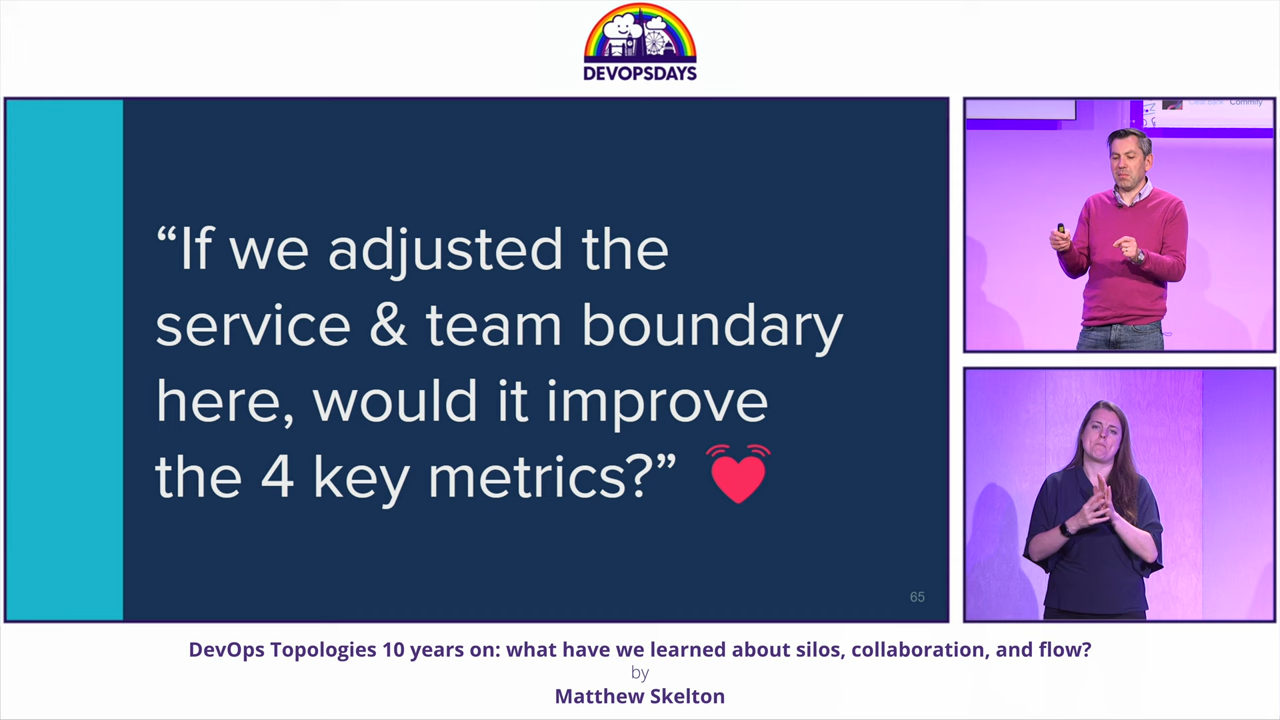 DEVOPSDAYS
“If we adjusted the
service & team boundary
here, would it improve
the 4 key metrics?”
65
Commify
DevOps Topologies 10 years on: what have we learned about silos, collaboration, and flow?
by
Matthew Skelton